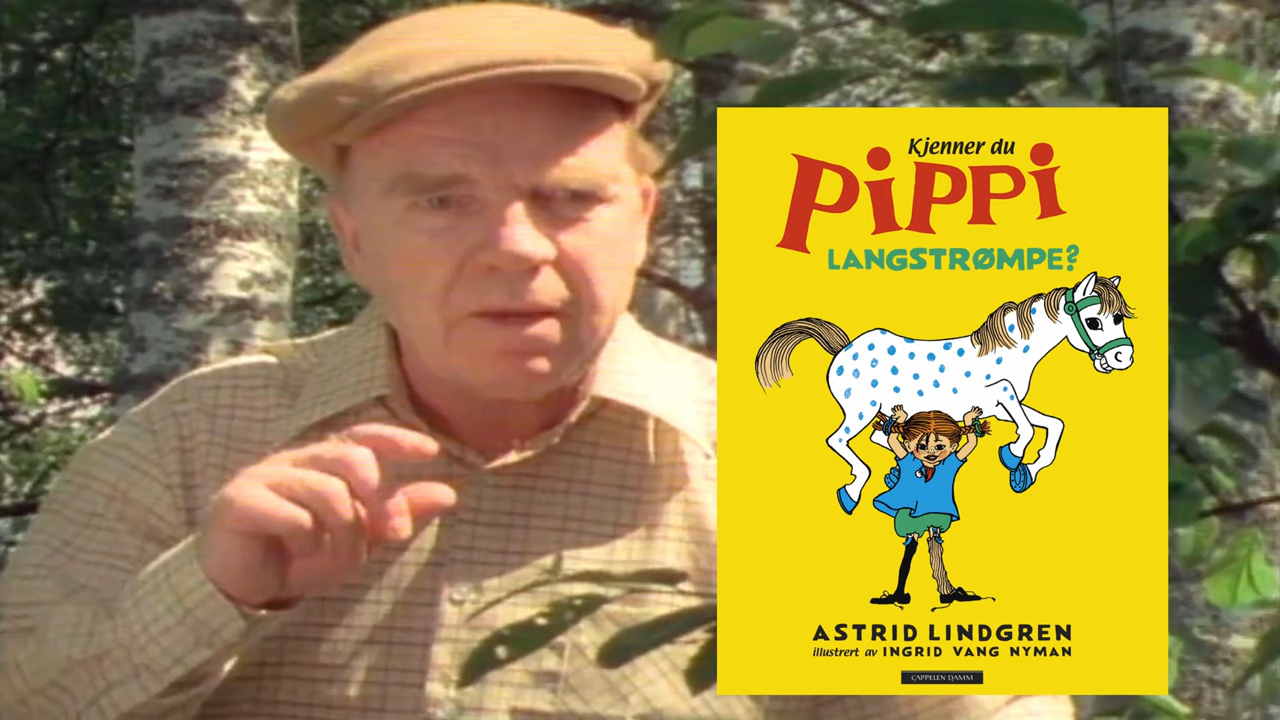 Kjenner du
PiPPi
LANGSTRØMPE?
ASTRID LINDGREN
illustrert av INGRID VANG NYMAN
CAPPELEN DAMM